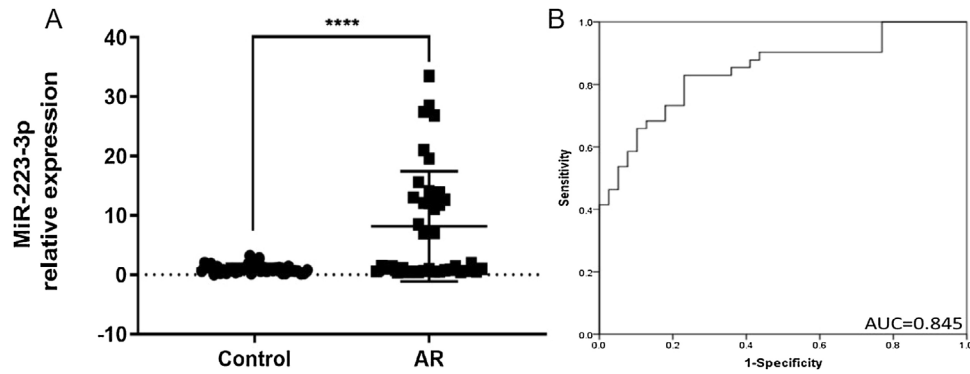 A
MiR-223-3p
relative expression
40
30
20
10
0
-10
****
Control
AR
B
Sensitivity
1.0
0.8
0.6
0.4
0.2
0.0
0.0
0.2
0.4
0.6
0.8
1.0
1-Specificity
AUC=0.845